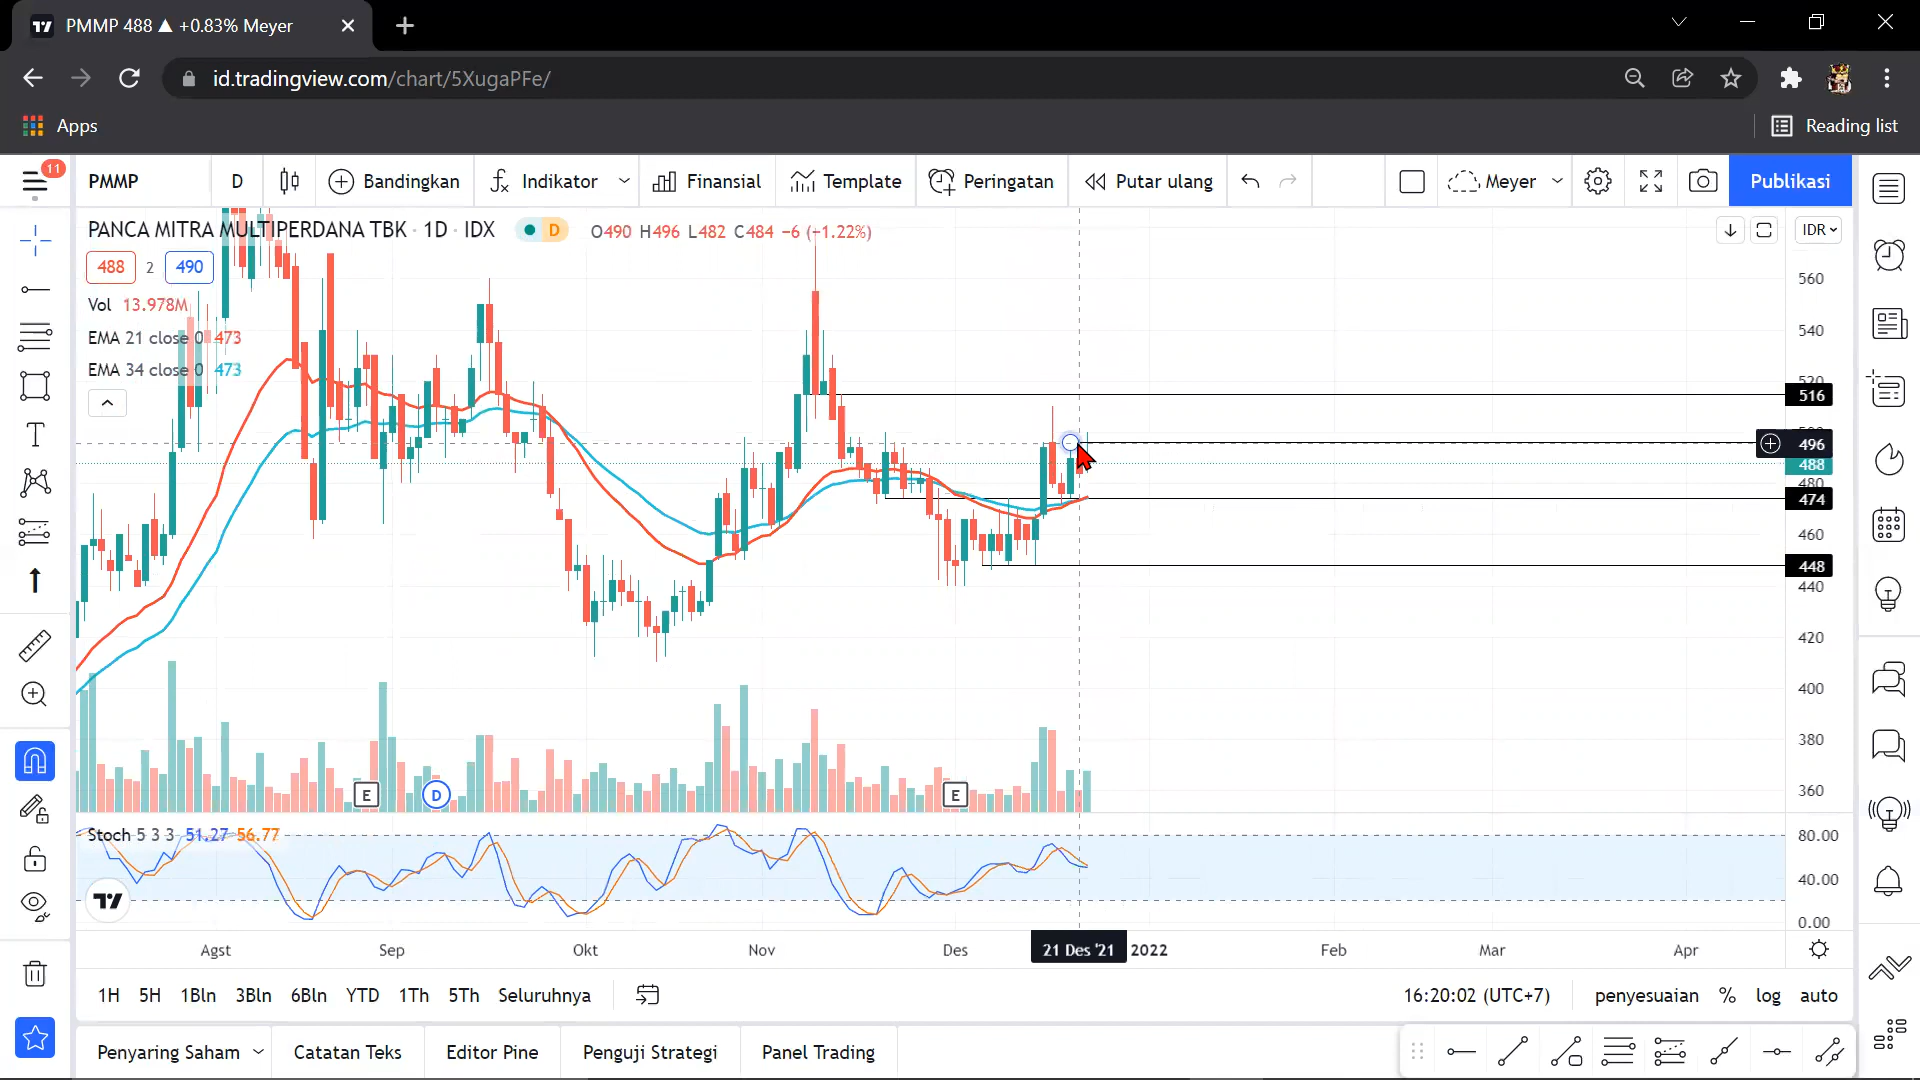 PMMP 488 ▲ +0.83% Meyer
id.tradingview.com/chart/5XugaPFe/
Apps
Reading list
11
PMMP
D
Bandingkan
Indikator
Finansial
Template
Peringatan
Putar ulang
Meyer
Publikasi
PANCA MITRA MULTIPERDANA TBK · 1D · IDX
D
O490 H496 L482 C484 −6 (−1.22%)
IDR
488
2
490
Vol 13.978M
EMA 21 close 0 473
EMA 34 close 0 473
560
540
520
516
496
488
480
474
460
448
440
420
400
380
360
E
D
E
Stoch 5 3 3 51.27 56.77
80.00
40.00
0.00
Agst
Sep
Okt
Nov
Des
21 Des '21
2022
Feb
Mar
Apr
1H
5H
1Bln
3Bln
6Bln
YTD
1Th
5Th
Seluruhnya
16:20:02 (UTC+7)
penyesuaian
%
log
auto
Penyaring Saham
Catatan Teks
Editor Pine
Penguji Strategi
Panel Trading